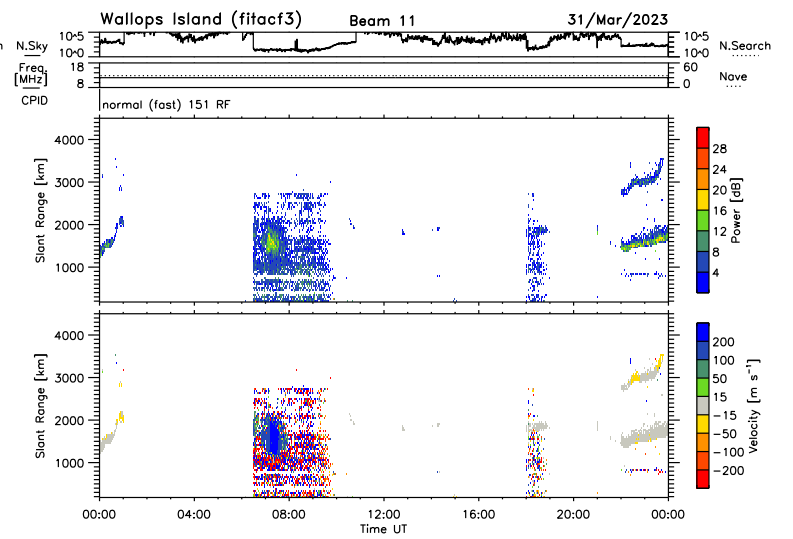 Wallops Island (fitacf3) Beam 11 31/Mar/2023
n N.Sky 10^5 10^0 10^5 10^0 N.Search
Freq. [MHz] 18 8 60 0 Nave
CPID normal (fast) 151 RF
Slant Range [km] 4000 3000 2000 1000
Power [dB] 28 24 20 16 12 8 4
Slant Range [km] 4000 3000 2000 1000
Velocity [m s⁻¹] 200 100 50 15 −15 −50 −100 −200
00:00 04:00 08:00 12:00 16:00 20:00 00:00
Time UT